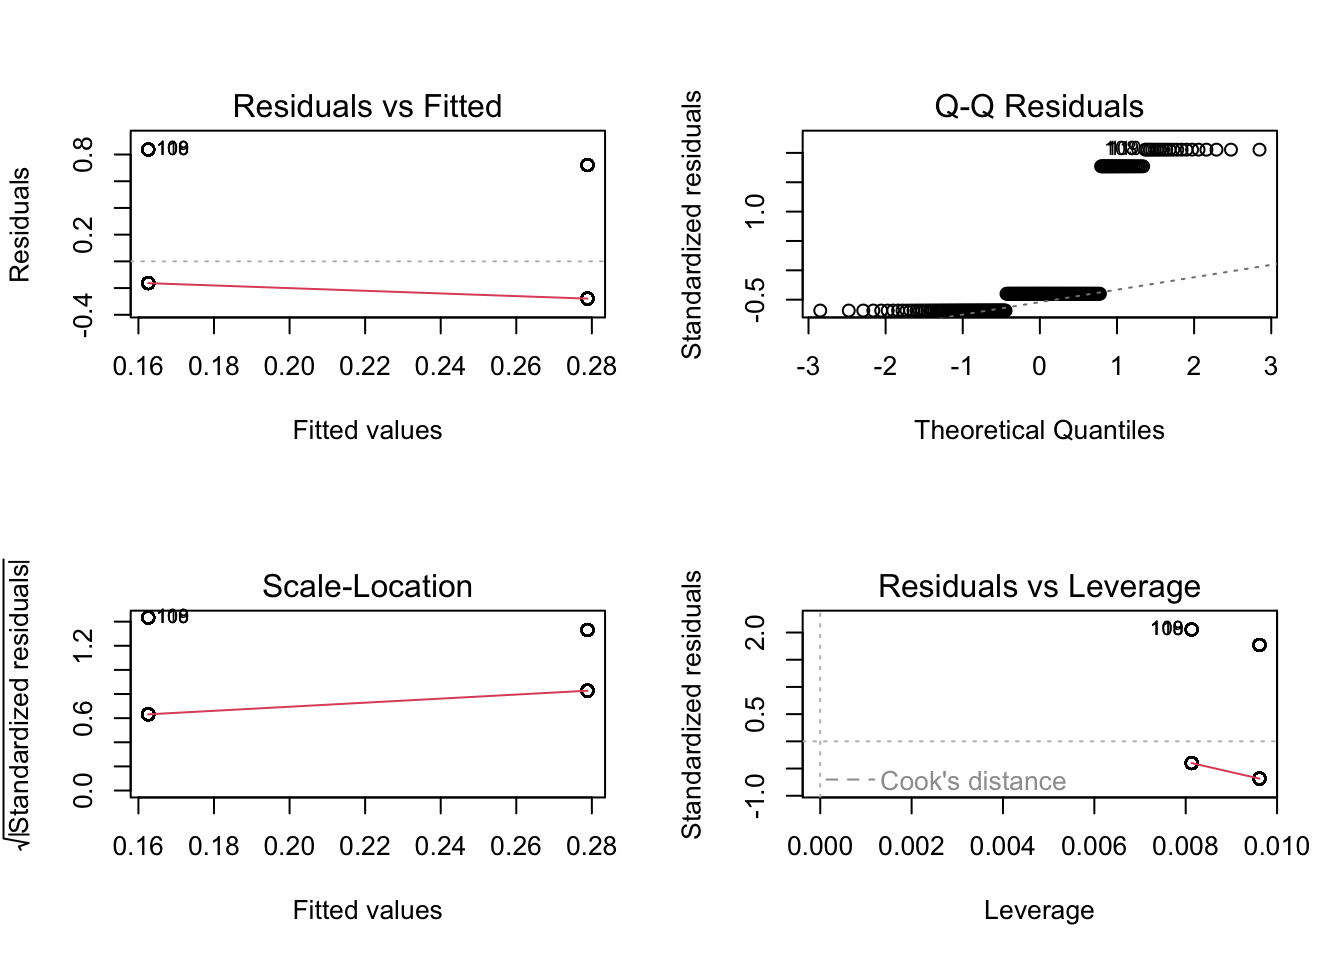 Residuals vs Fitted
Residuals
0.8
0.2
-0.4
0.16 0.18 0.20 0.22 0.24 0.26 0.28
Fitted values
Q-Q Residuals
Standardized residuals
1.0
-0.5
-3 -2 -1 0 1 2 3
Theoretical Quantiles
Scale-Location
√|Standardized residuals|
1.2
0.6
0.0
0.16 0.18 0.20 0.22 0.24 0.26 0.28
Fitted values
Residuals vs Leverage
Standardized residuals
2.0
0.5
-1.0
Cook's distance
0.000 0.002 0.004 0.006 0.008 0.010
Leverage